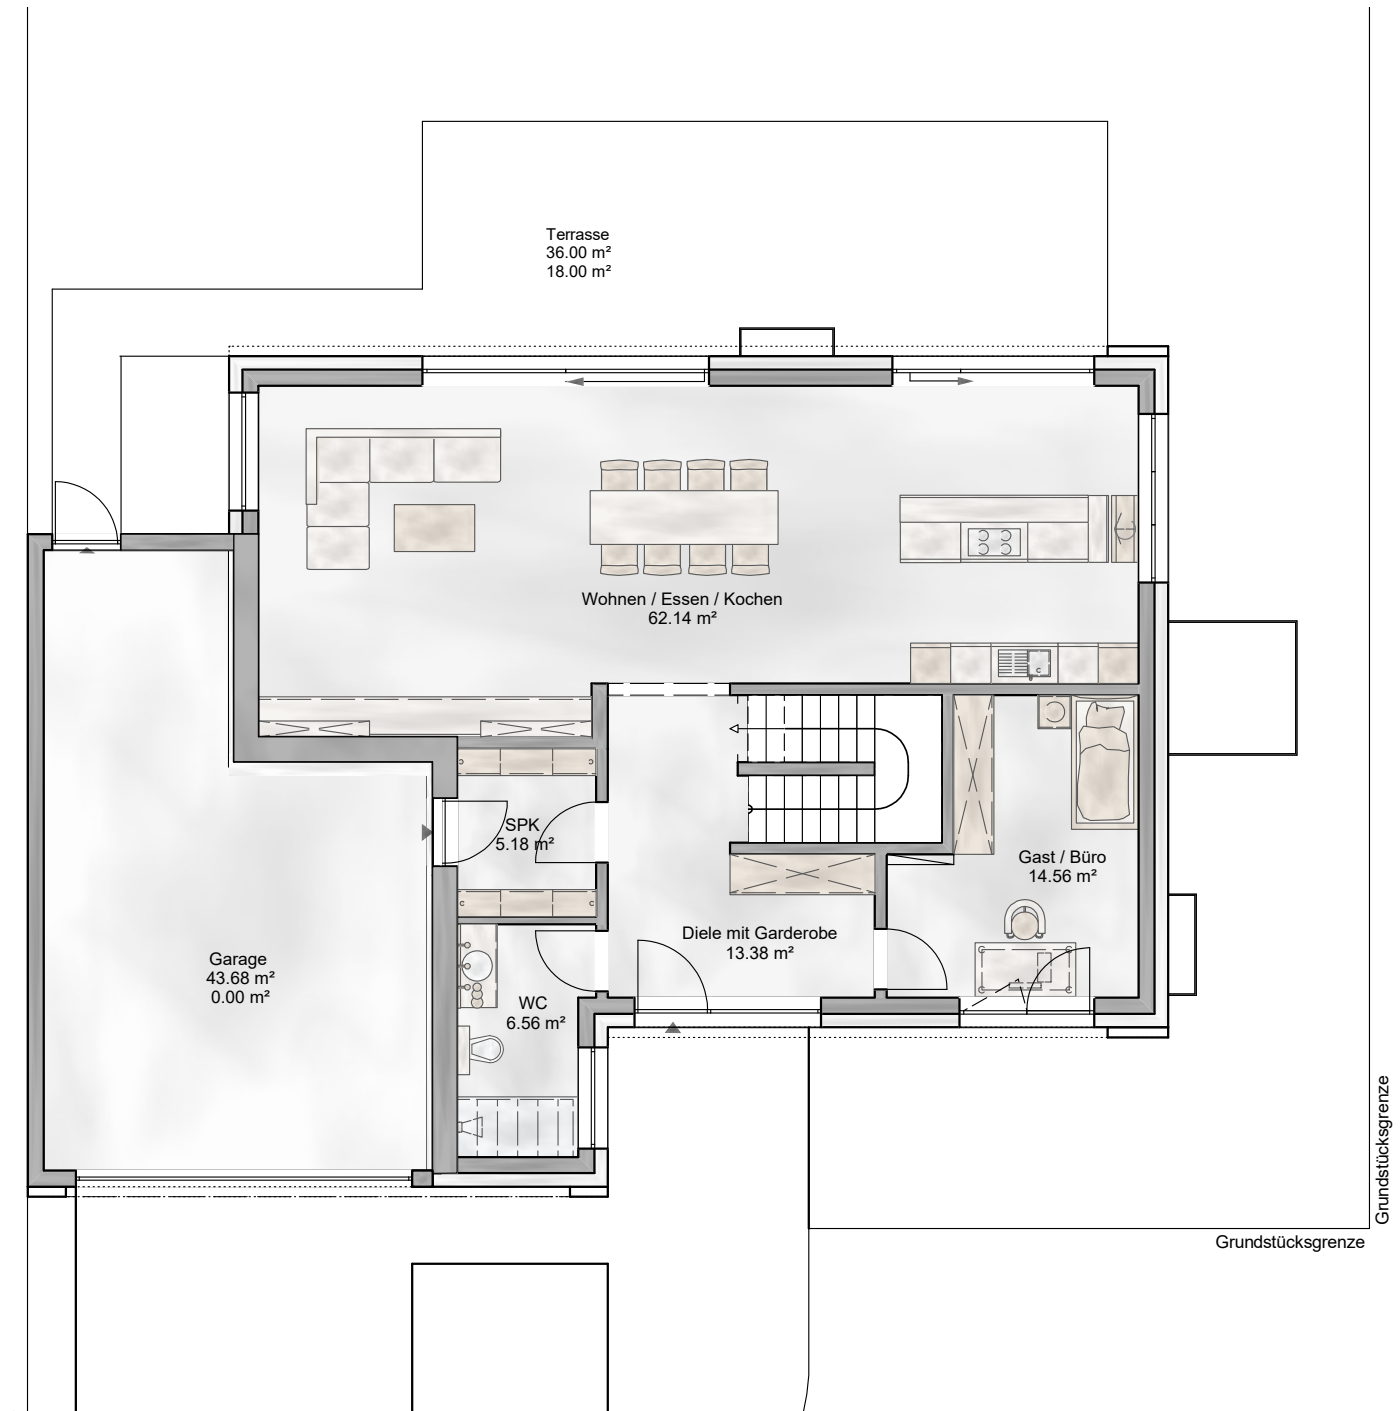 Terrasse
36.00 m²
18.00 m²
Wohnen / Essen / Kochen
62.14 m²
SPK
5.18 m²
Gast / Büro
14.56 m²
Diele mit Garderobe
13.38 m²
Garage
43.68 m²
0.00 m²
WC
6.56 m²
Grundstücksgrenze
Grundstücksgrenze